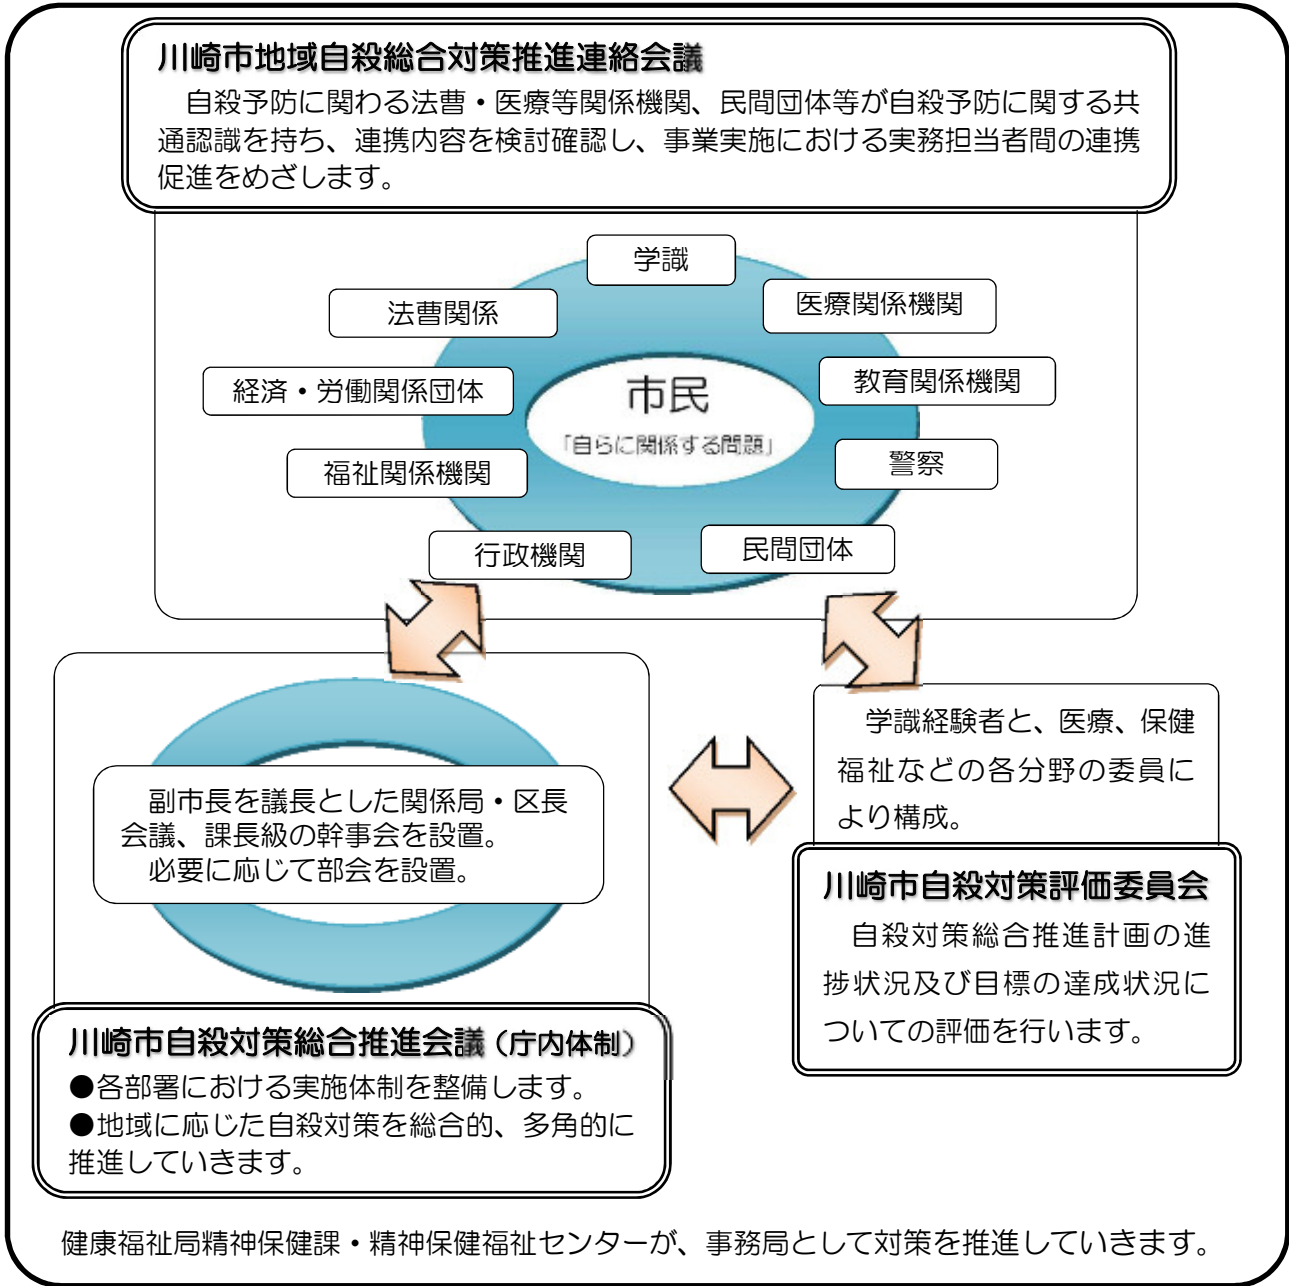 川崎市地域自殺総合対策推進連絡会議
自殺予防に関わる法曹・医療等関係機関、民間団体等が自殺予防に関する共
通認識を持ち、連携内容を検討確認し、事業実施における実務担当者間の連携
促進をめざします。
学識
法曹関係
医療関係機関
経済・労働関係団体
市民
「自らに関係する問題」
教育関係機関
福祉関係機関
警察
行政機関
民間団体
副市長を議長とした関係局・区長
会議、課長級の幹事会を設置。
必要に応じて部会を設置。
川崎市自殺対策総合推進会議（庁内体制）
●各部署における実施体制を整備します。
●地域に応じた自殺対策を総合的、多角的に
推進していきます。
学識経験者と、医療、保健
福祉などの各分野の委員に
より構成。
川崎市自殺対策評価委員会
自殺対策総合推進計画の進
捗状況及び目標の達成状況に
ついての評価を行います。
健康福祉局精神保健課・精神保健福祉センターが、事務局として対策を推進していきます。